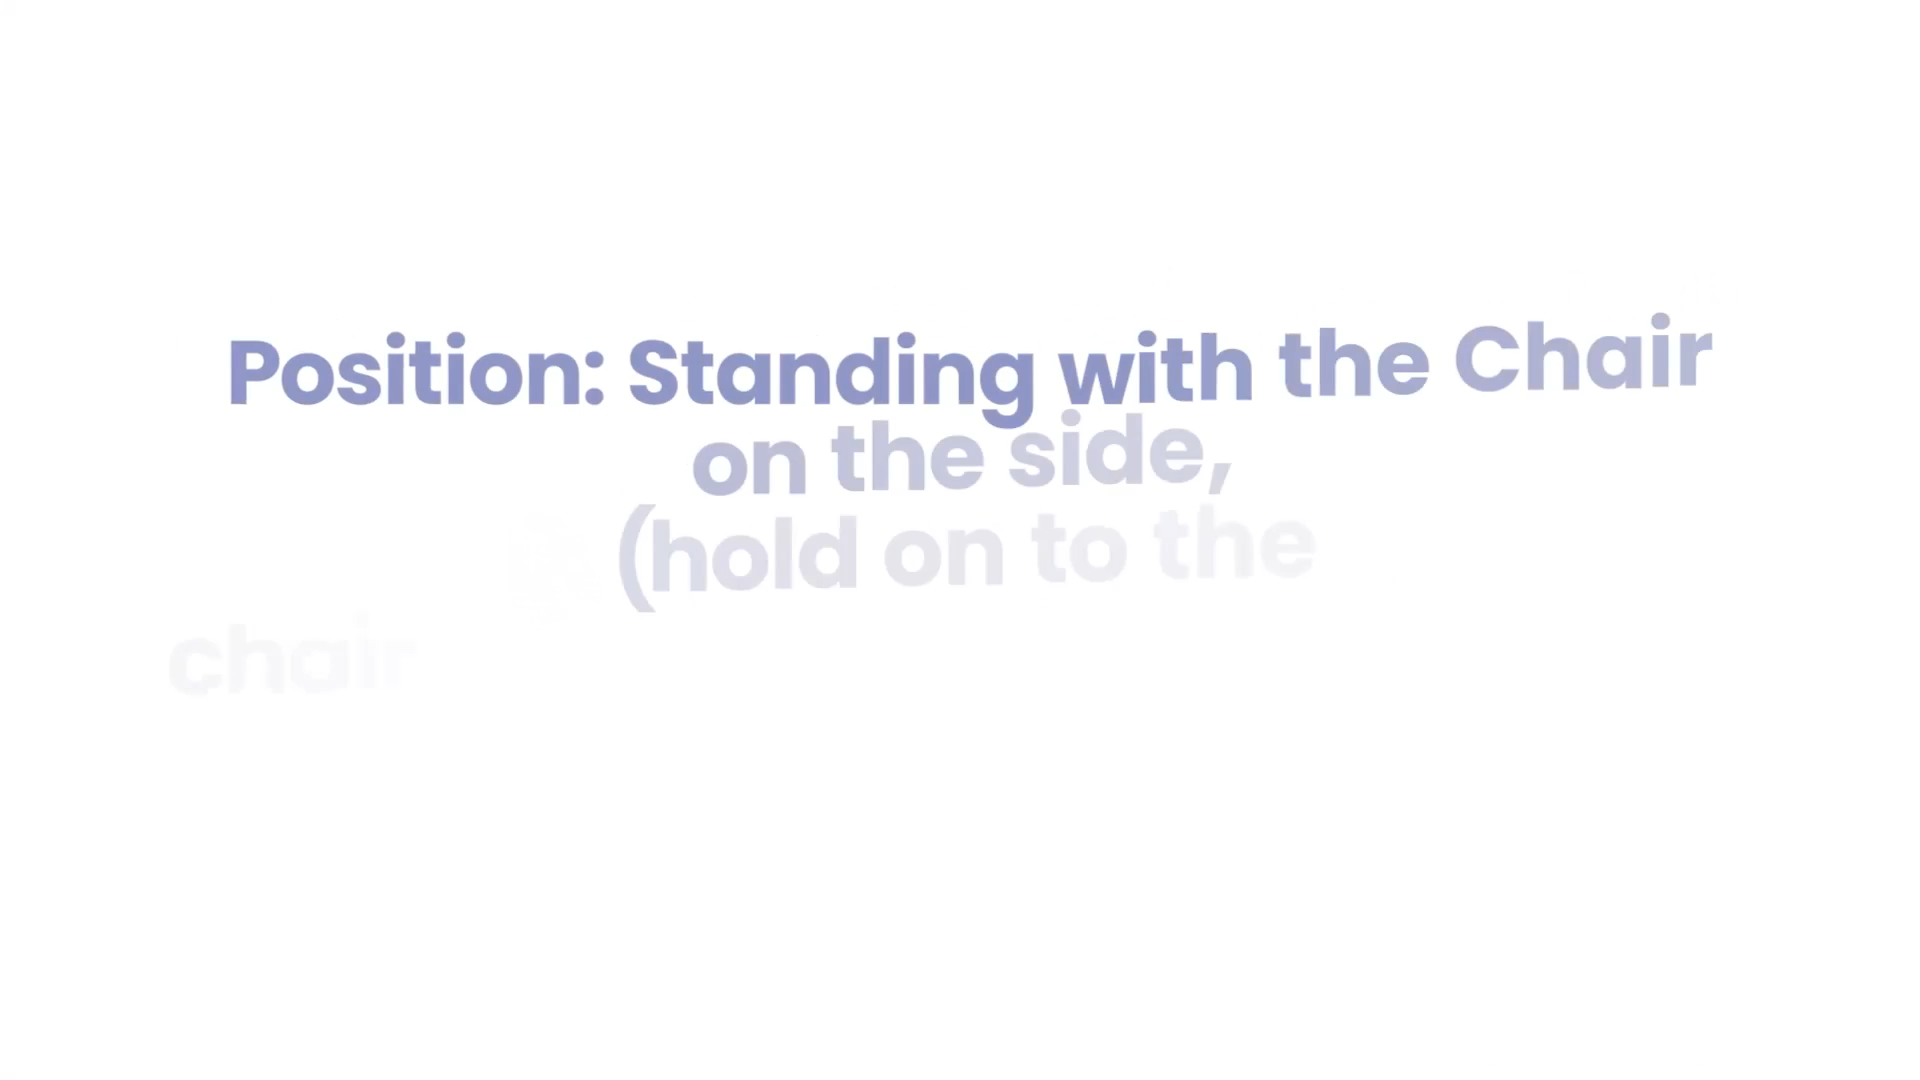 Position: Standing with the Chair
on the side,
(hold on to the
chair